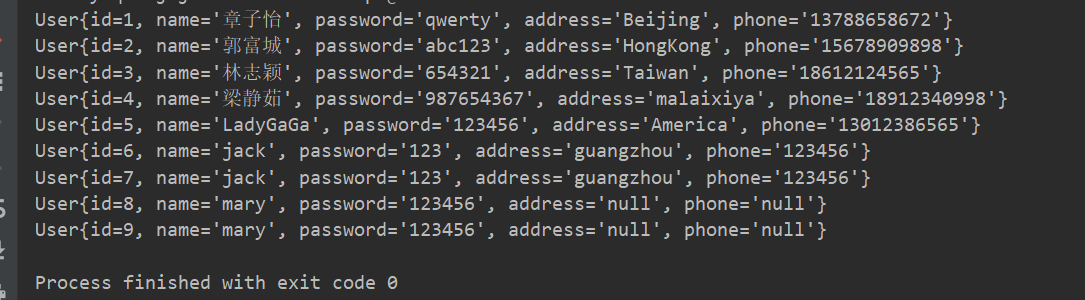 User{id=1, name='章子怡', password='qwerty', address='Beijing', phone='13788658672'}
User{id=2, name='郭富城', password='abc123', address='HongKong', phone='15678909898'}
User{id=3, name='林志颖', password='654321', address='Taiwan', phone='18612124565'}
User{id=4, name='梁静茹', password='987654367', address='malaixiya', phone='18912340998'}
User{id=5, name='LadyGaGa', password='123456', address='America', phone='13012386565'}
User{id=6, name='jack', password='123', address='guangzhou', phone='123456'}
User{id=7, name='jack', password='123', address='guangzhou', phone='123456'}
User{id=8, name='mary', password='123456', address='null', phone='null'}
User{id=9, name='mary', password='123456', address='null', phone='null'}
Process finished with exit code 0